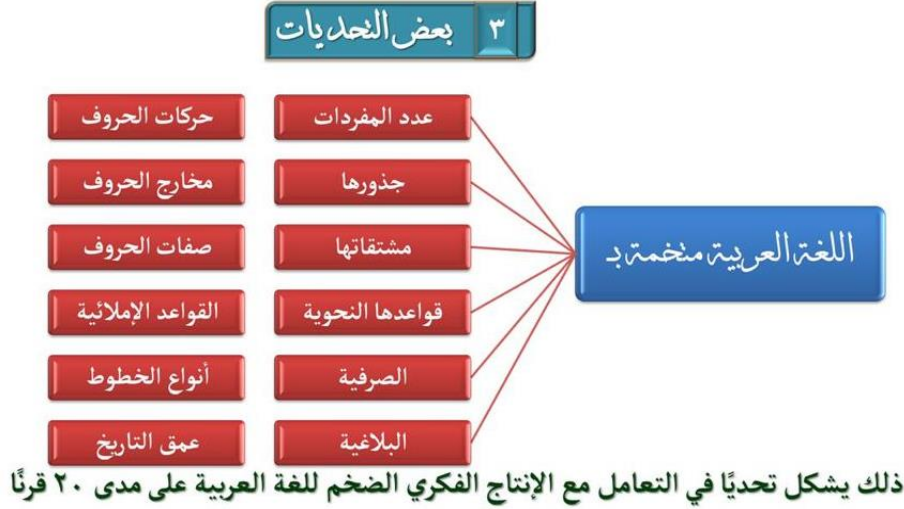 ٣ بعض التحديات
اللغة العربية متخمة بـ
عدد المفردات
جذورها
مشتقاتها
قواعدها النحوية
الصرفية
البلاغية
حركات الحروف
مخارج الحروف
صفات الحروف
القواعد الإملائية
أنواع الخطوط
عمق التاريخ
ذلك يشكل تحديًا في التعامل مع الإنتاج الفكري الضخم للغة العربية على مدى ٢٠ قرنًا